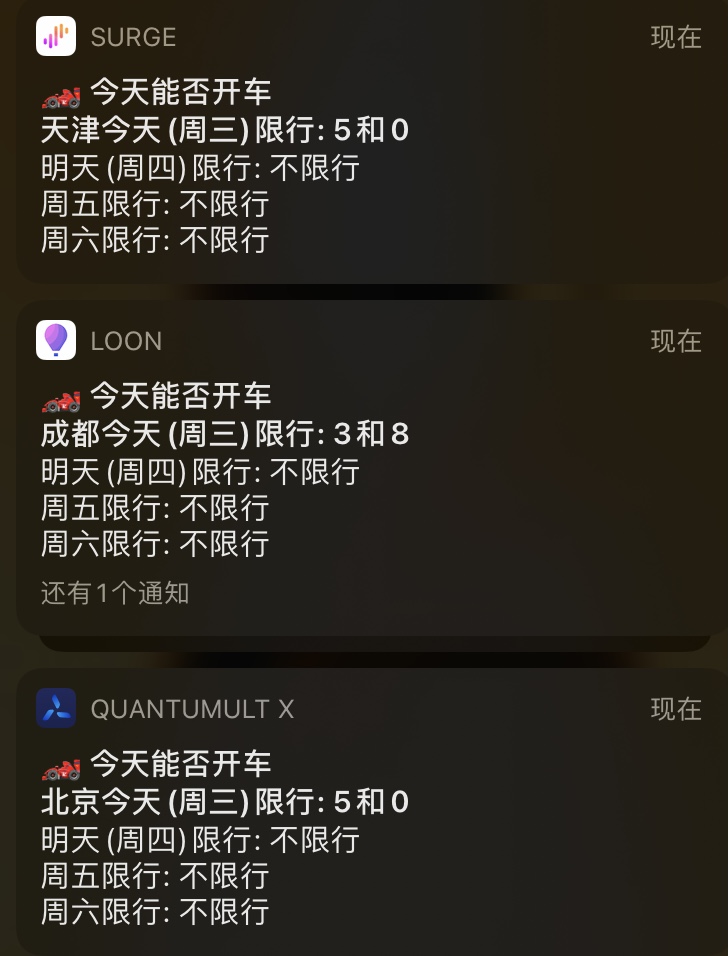 SURGE 现在
🏎️ 今天能否开车
天津今天(周三)限行: 5和0
明天(周四)限行: 不限行
周五限行: 不限行
周六限行: 不限行
LOON 现在
🏎️ 今天能否开车
成都今天(周三)限行: 3和8
明天(周四)限行: 不限行
周五限行: 不限行
周六限行: 不限行
还有1个通知
QUANTUMULT X 现在
🏎️ 今天能否开车
北京今天(周三)限行: 5和0
明天(周四)限行: 不限行
周五限行: 不限行
周六限行: 不限行